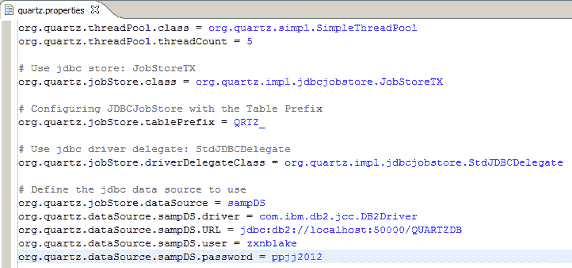 quartz.properties
org.quartz.threadPool.class = org.quartz.simpl.SimpleThreadPool
org.quartz.threadPool.threadCount = 5
# Use jdbc store: JobStoreTX
org.quartz.jobStore.class = org.quartz.impl.jdbcjobstore.JobStoreTX
# Configuring JDBCJobStore with the Table Prefix
org.quartz.jobStore.tablePrefix = QRTZ_
# Use jdbc driver delegate: StdJDBCDelegate
org.quartz.jobStore.driverDelegateClass = org.quartz.impl.jdbcjobstore.StdJDBCDelegate
# Define the jdbc data source to use
org.quartz.jobStore.dataSource = sampDS
org.quartz.dataSource.sampDS.driver = com.ibm.db2.jcc.DB2Driver
org.quartz.dataSource.sampDS.URL = jdbc:db2://localhost:50000/QUARTZDB
org.quartz.dataSource.sampDS.user = zxnblake
org.quartz.dataSource.sampDS.password = ppjj2012